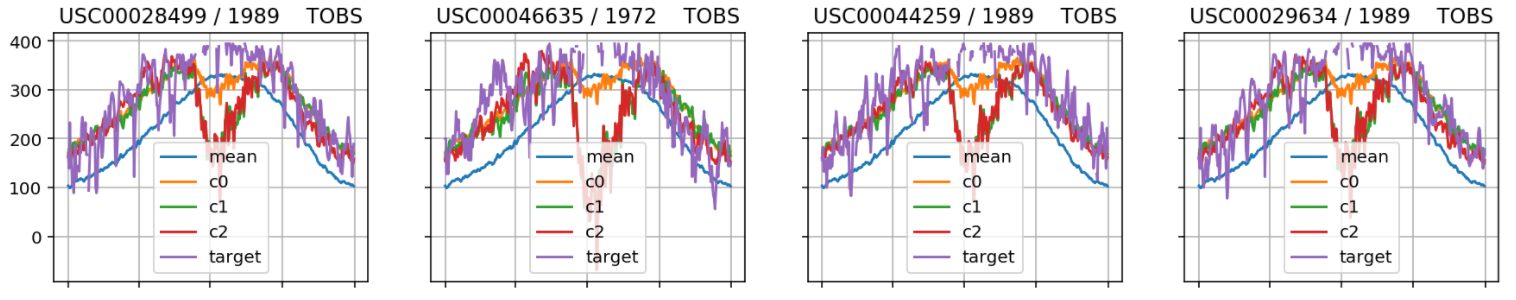 USC00028499 / 1989 TOBS
USC00046635 / 1972 TOBS
USC00044259 / 1989 TOBS
USC00029634 / 1989 TOBS
400
300
200
100
0
mean
c0
c1
c2
target
mean
c0
c1
c2
target
mean
c0
c1
c2
target
mean
c0
c1
c2
target